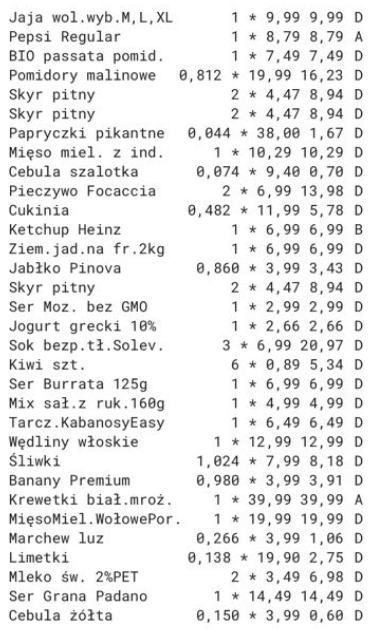 Jaja wol.wyb.M,L,XL 1 * 9,99 9,99 D
Pepsi Regular 1 * 8,79 8,79 A
BIO passata pomid. 1 * 7,49 7,49 D
Pomidory malinowe 0,812 * 19,99 16,23 D
Skyr pitny 2 * 4,47 8,94 D
Skyr pitny 2 * 4,47 8,94 D
Papryczki pikantne 0,044 * 38,00 1,67 D
Mięso miel. z ind. 1 * 10,29 10,29 D
Cebula szalotka 0,074 * 9,40 0,70 D
Pieczywo Focaccia 2 * 6,99 13,98 D
Cukinia 0,482 * 11,99 5,78 D
Ketchup Heinz 1 * 6,99 6,99 B
Ziem.jad.na fr.2kg 1 * 6,99 6,99 D
Jabłko Pinova 0,860 * 3,99 3,43 D
Skyr pitny 2 * 4,47 8,94 D
Ser Moz. bez GMO 1 * 2,99 2,99 D
Jogurt grecki 10% 1 * 2,66 2,66 D
Sok bezp.tł.Solev. 3 * 6,99 20,97 D
Kiwi szt. 6 * 0,89 5,34 D
Ser Burrata 125g 1 * 6,99 6,99 D
Mix sał.z ruk.160g 1 * 4,99 4,99 D
Tarcz.KabanosyEasy 1 * 6,49 6,49 D
Wędliny włoskie 1 * 12,99 12,99 D
Śliwki 1,024 * 7,99 8,18 D
Banany Premium 0,980 * 3,99 3,91 D
Krewetki biał.mroż. 1 * 39,99 39,99 A
MięsoMiel.WołowePor. 1 * 19,99 19,99 D
Marchew luz 0,266 * 3,99 1,06 D
Limetki 0,138 * 19,90 2,75 D
Mleko św. 2%PET 2 * 3,49 6,98 D
Ser Grana Padano 1 * 14,49 14,49 D
Cebula żółta 0,150 * 3,99 0,60 D